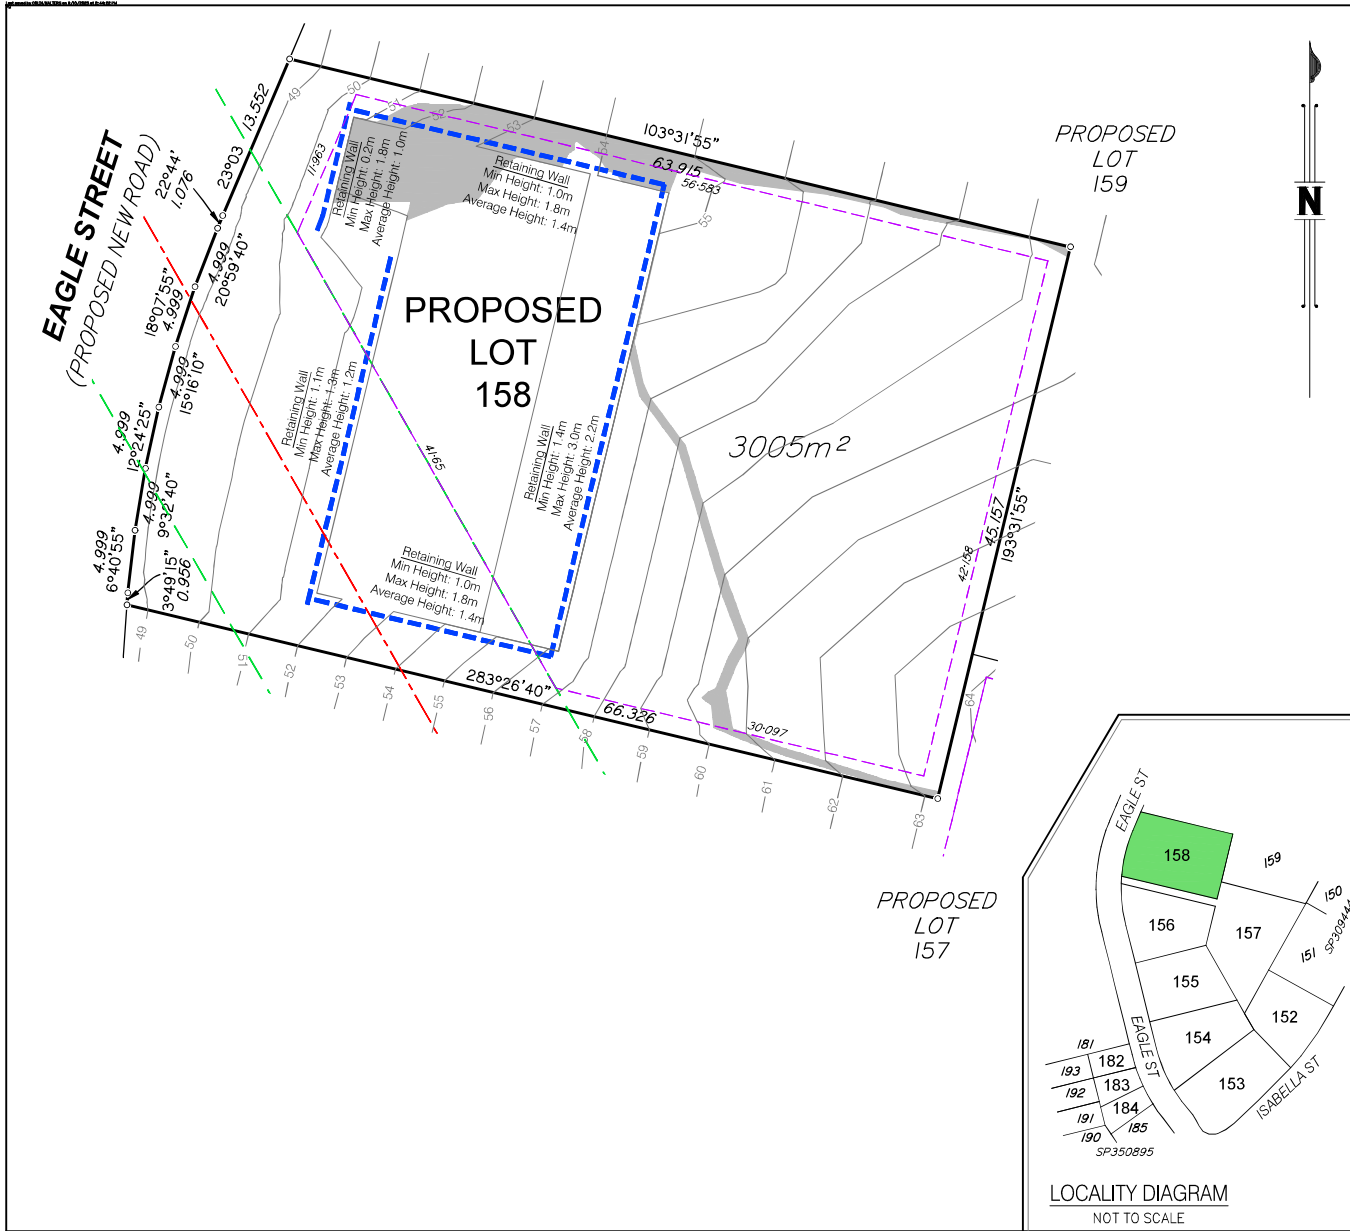 EAGLE STREET
(PROPOSED NEW ROAD)
13.552
23°03
22°44'
1.076
4.999
20°59'40"
18°07'55"
4.999
4.999
15°16'10"
4.999
12°24'25"
4.999
9°32'40"
4.999
6°40'55"
3°49'15"
0.956
103°31'55"
63.915
56·583
11·963
49
50
51
52
53
54
55
Retaining Wall
Min Height: 0.2m
Max Height: 1.8m
Average Height: 1.0m
Retaining Wall
Min Height: 1.0m
Max Height: 1.8m
Average Height: 1.4m
PROPOSED
LOT
158
3005m²
Retaining Wall
Min Height: 1.1m
Max Height: 1.3m
Average Height: 1.2m
Retaining Wall
Min Height: 1.4m
Max Height: 3.0m
Average Height: 2.2m
41·65
Retaining Wall
Min Height: 1.0m
Max Height: 1.8m
Average Height: 1.4m
42·158
45.157
193°31'55"
283°26'40"
66.326
30·097
49
50
51
52
53
54
55
56
57
58
59
60
61
62
63
64
PROPOSED
LOT
159
N
PROPOSED
LOT
157
EAGLE ST
158
159
150
SP309444
156
157
151
155
152
154
EAGLE ST
153
ISABELLA ST
181
182
193
183
192
184
191
185
190
SP350895
LOCALITY DIAGRAM
NOT TO SCALE